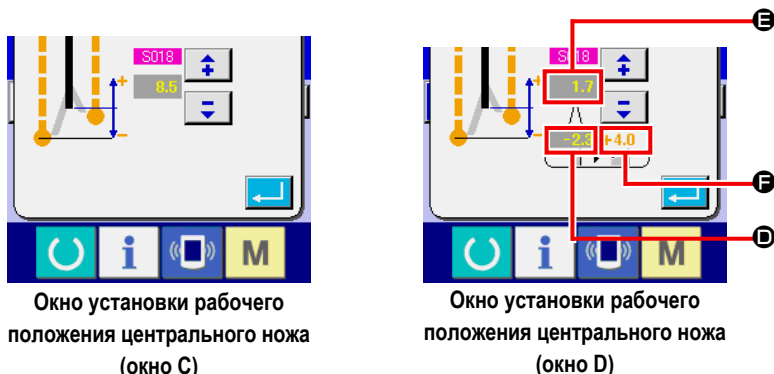 S018
+
8.5
-
i
M
Окно установки рабочего
положения центрального ножа
(окно C)
E
S018
+
1.7
-
-2.3 +4.0
F
D
i
M
Окно установки рабочего
положения центрального ножа
(окно D)